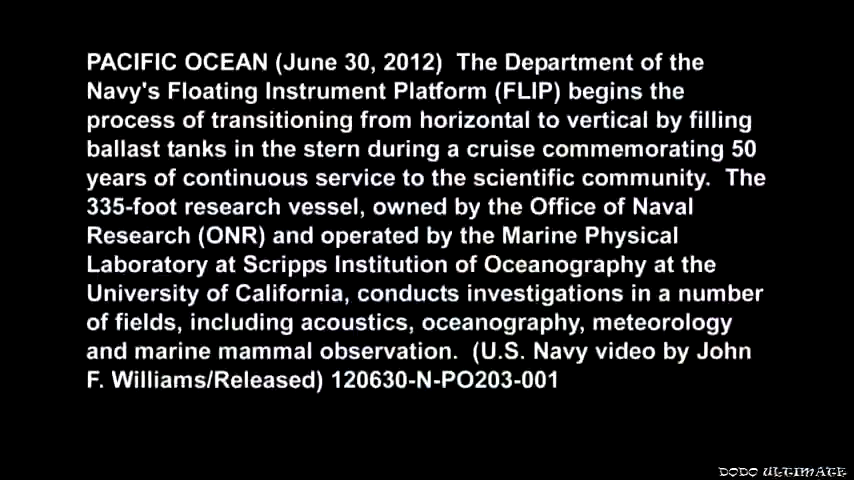 PACIFIC OCEAN (June 30, 2012)  The Department of the
Navy's Floating Instrument Platform (FLIP) begins the
process of transitioning from horizontal to vertical by filling
ballast tanks in the stern during a cruise commemorating 50
years of continuous service to the scientific community.  The
335-foot research vessel, owned by the Office of Naval
Research (ONR) and operated by the Marine Physical
Laboratory at Scripps Institution of Oceanography at the
University of California, conducts investigations in a number
of fields, including acoustics, oceanography, meteorology
and marine mammal observation.  (U.S. Navy video by John
F. Williams/Released) 120630-N-PO203-001
DODO ULTIMATE